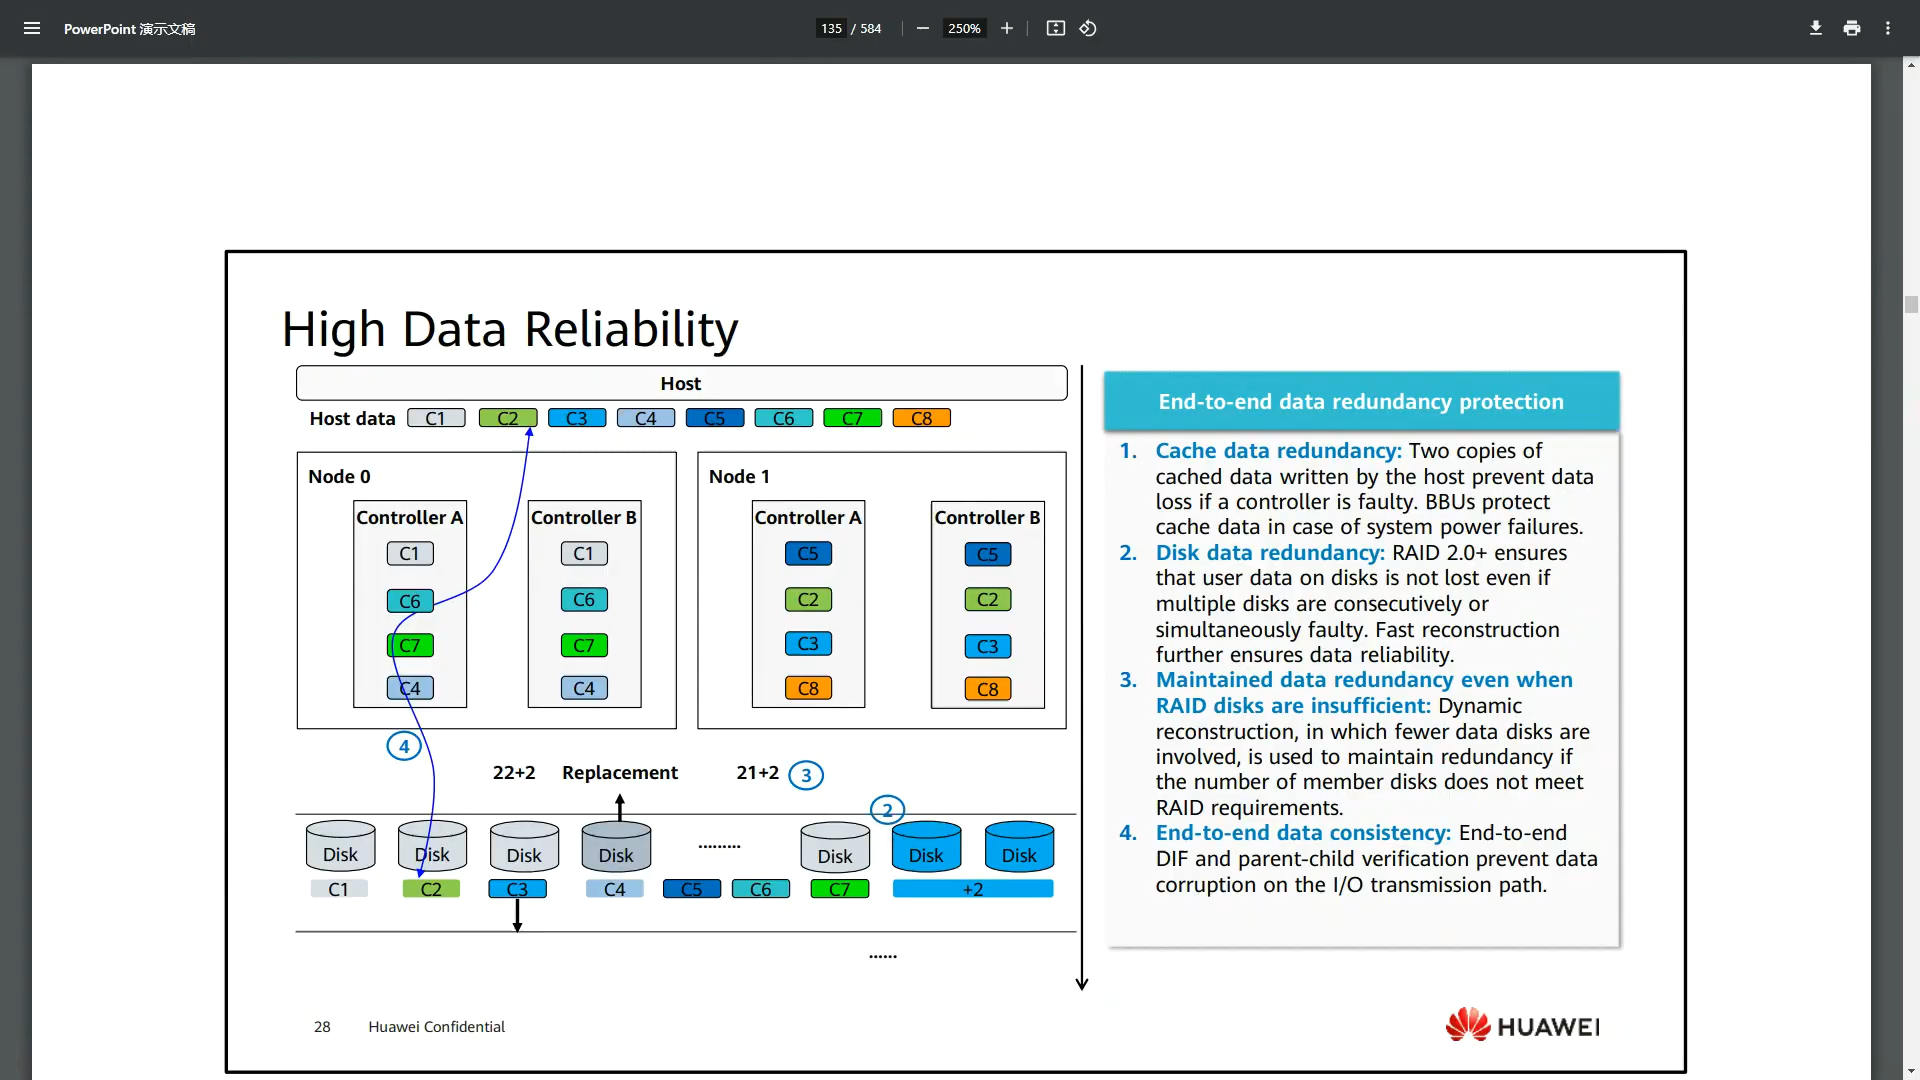 PowerPoint 演示文稿
135 / 584
250%
High Data Reliability
Host
Host data C1 C2 C3 C4 C5 C6 C7 C8
Node 0
Controller A
C1
C6
C7
C4
Controller B
C1
C6
C7
C4
Node 1
Controller A
C5
C2
C3
C8
Controller B
C5
C2
C3
C8
4
22+2 Replacement 21+2 3
2
Disk Disk Disk Disk ......... Disk Disk Disk
C1 C2 C3 C4 C5 C6 C7 +2
......
End-to-end data redundancy protection
1. Cache data redundancy: Two copies of
cached data written by the host prevent data
loss if a controller is faulty. BBUs protect
cache data in case of system power failures.
2. Disk data redundancy: RAID 2.0+ ensures
that user data on disks is not lost even if
multiple disks are consecutively or
simultaneously faulty. Fast reconstruction
further ensures data reliability.
3. Maintained data redundancy even when
RAID disks are insufficient: Dynamic
reconstruction, in which fewer data disks are
involved, is used to maintain redundancy if
the number of member disks does not meet
RAID requirements.
4. End-to-end data consistency: End-to-end
DIF and parent-child verification prevent data
corruption on the I/O transmission path.
28 Huawei Confidential
HUAWEI